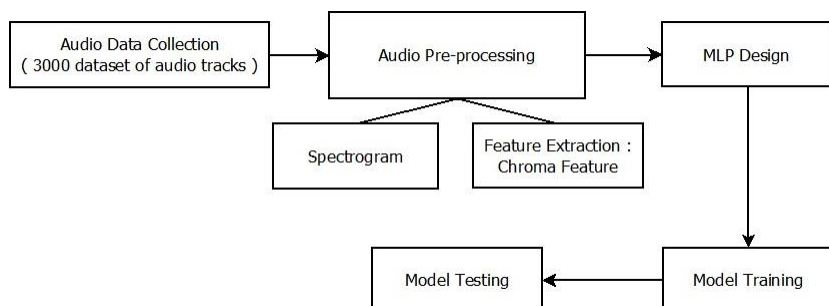 Audio Data Collection
( 3000 dataset of audio tracks )
Audio Pre-processing
MLP Design
Spectrogram
Feature Extraction :
Chroma Feature
Model Testing
Model Training